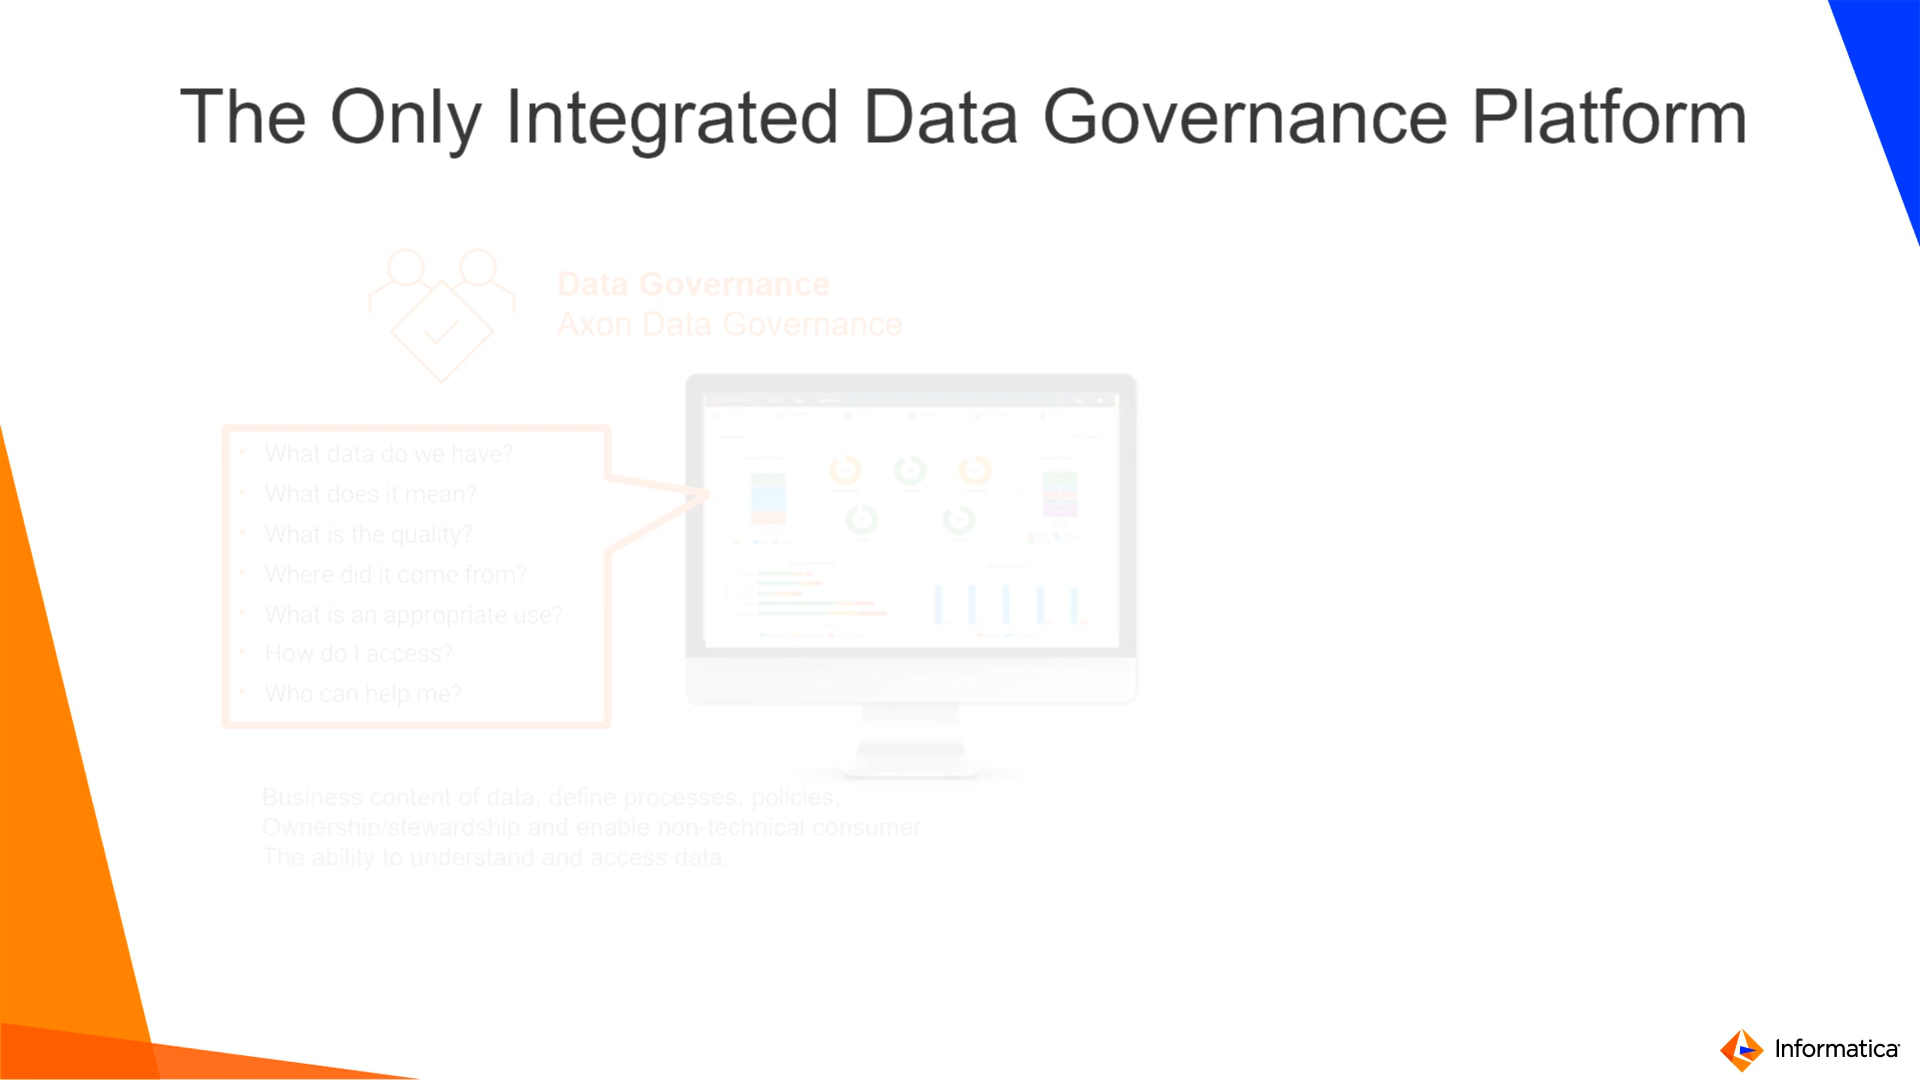 The Only Integrated Data Governance Platform
Data Governance
Axon Data Governance
• What data do we have?
• What does it mean?
• What is the quality?
• Where did it come from?
• What is an appropriate use?
• How do I access?
• Who can help me?
Business content of data, define processes, policies,
Ownership/stewardship and enable non-technical consumer
The ability to understand and access data.
Informatica